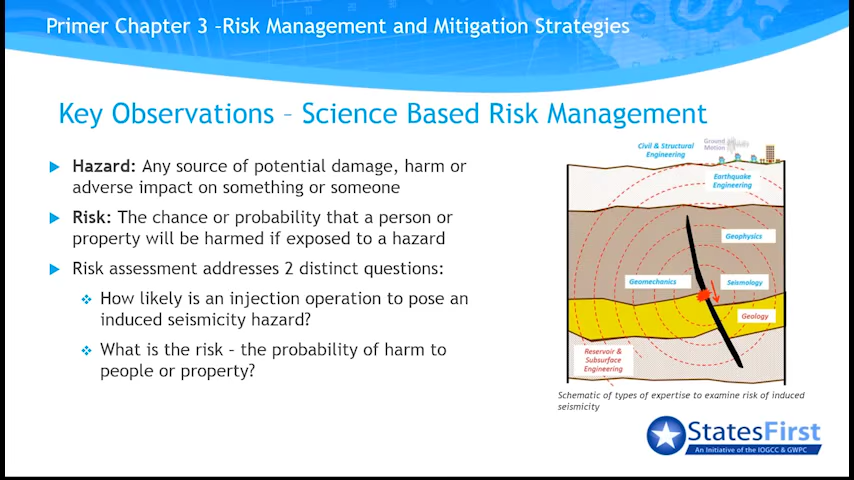 Primer Chapter 3 –Risk Management and Mitigation Strategies
Key Observations – Science Based Risk Management
Hazard: Any source of potential damage, harm or
adverse impact on something or someone
Risk: The chance or probability that a person or
property will be harmed if exposed to a hazard
Risk assessment addresses 2 distinct questions:
How likely is an injection operation to pose an
induced seismicity hazard?
What is the risk – the probability of harm to
people or property?
Civil & Structural
Engineering
Ground
Motion
Earthquake
Engineering
Geophysics
Geomechanics
Seismology
Geology
Reservoir &
Subsurface
Engineering
Schematic of types of expertise to examine risk of induced
seismicity
StatesFirst
An Initiative of the IOGCC & GWPC